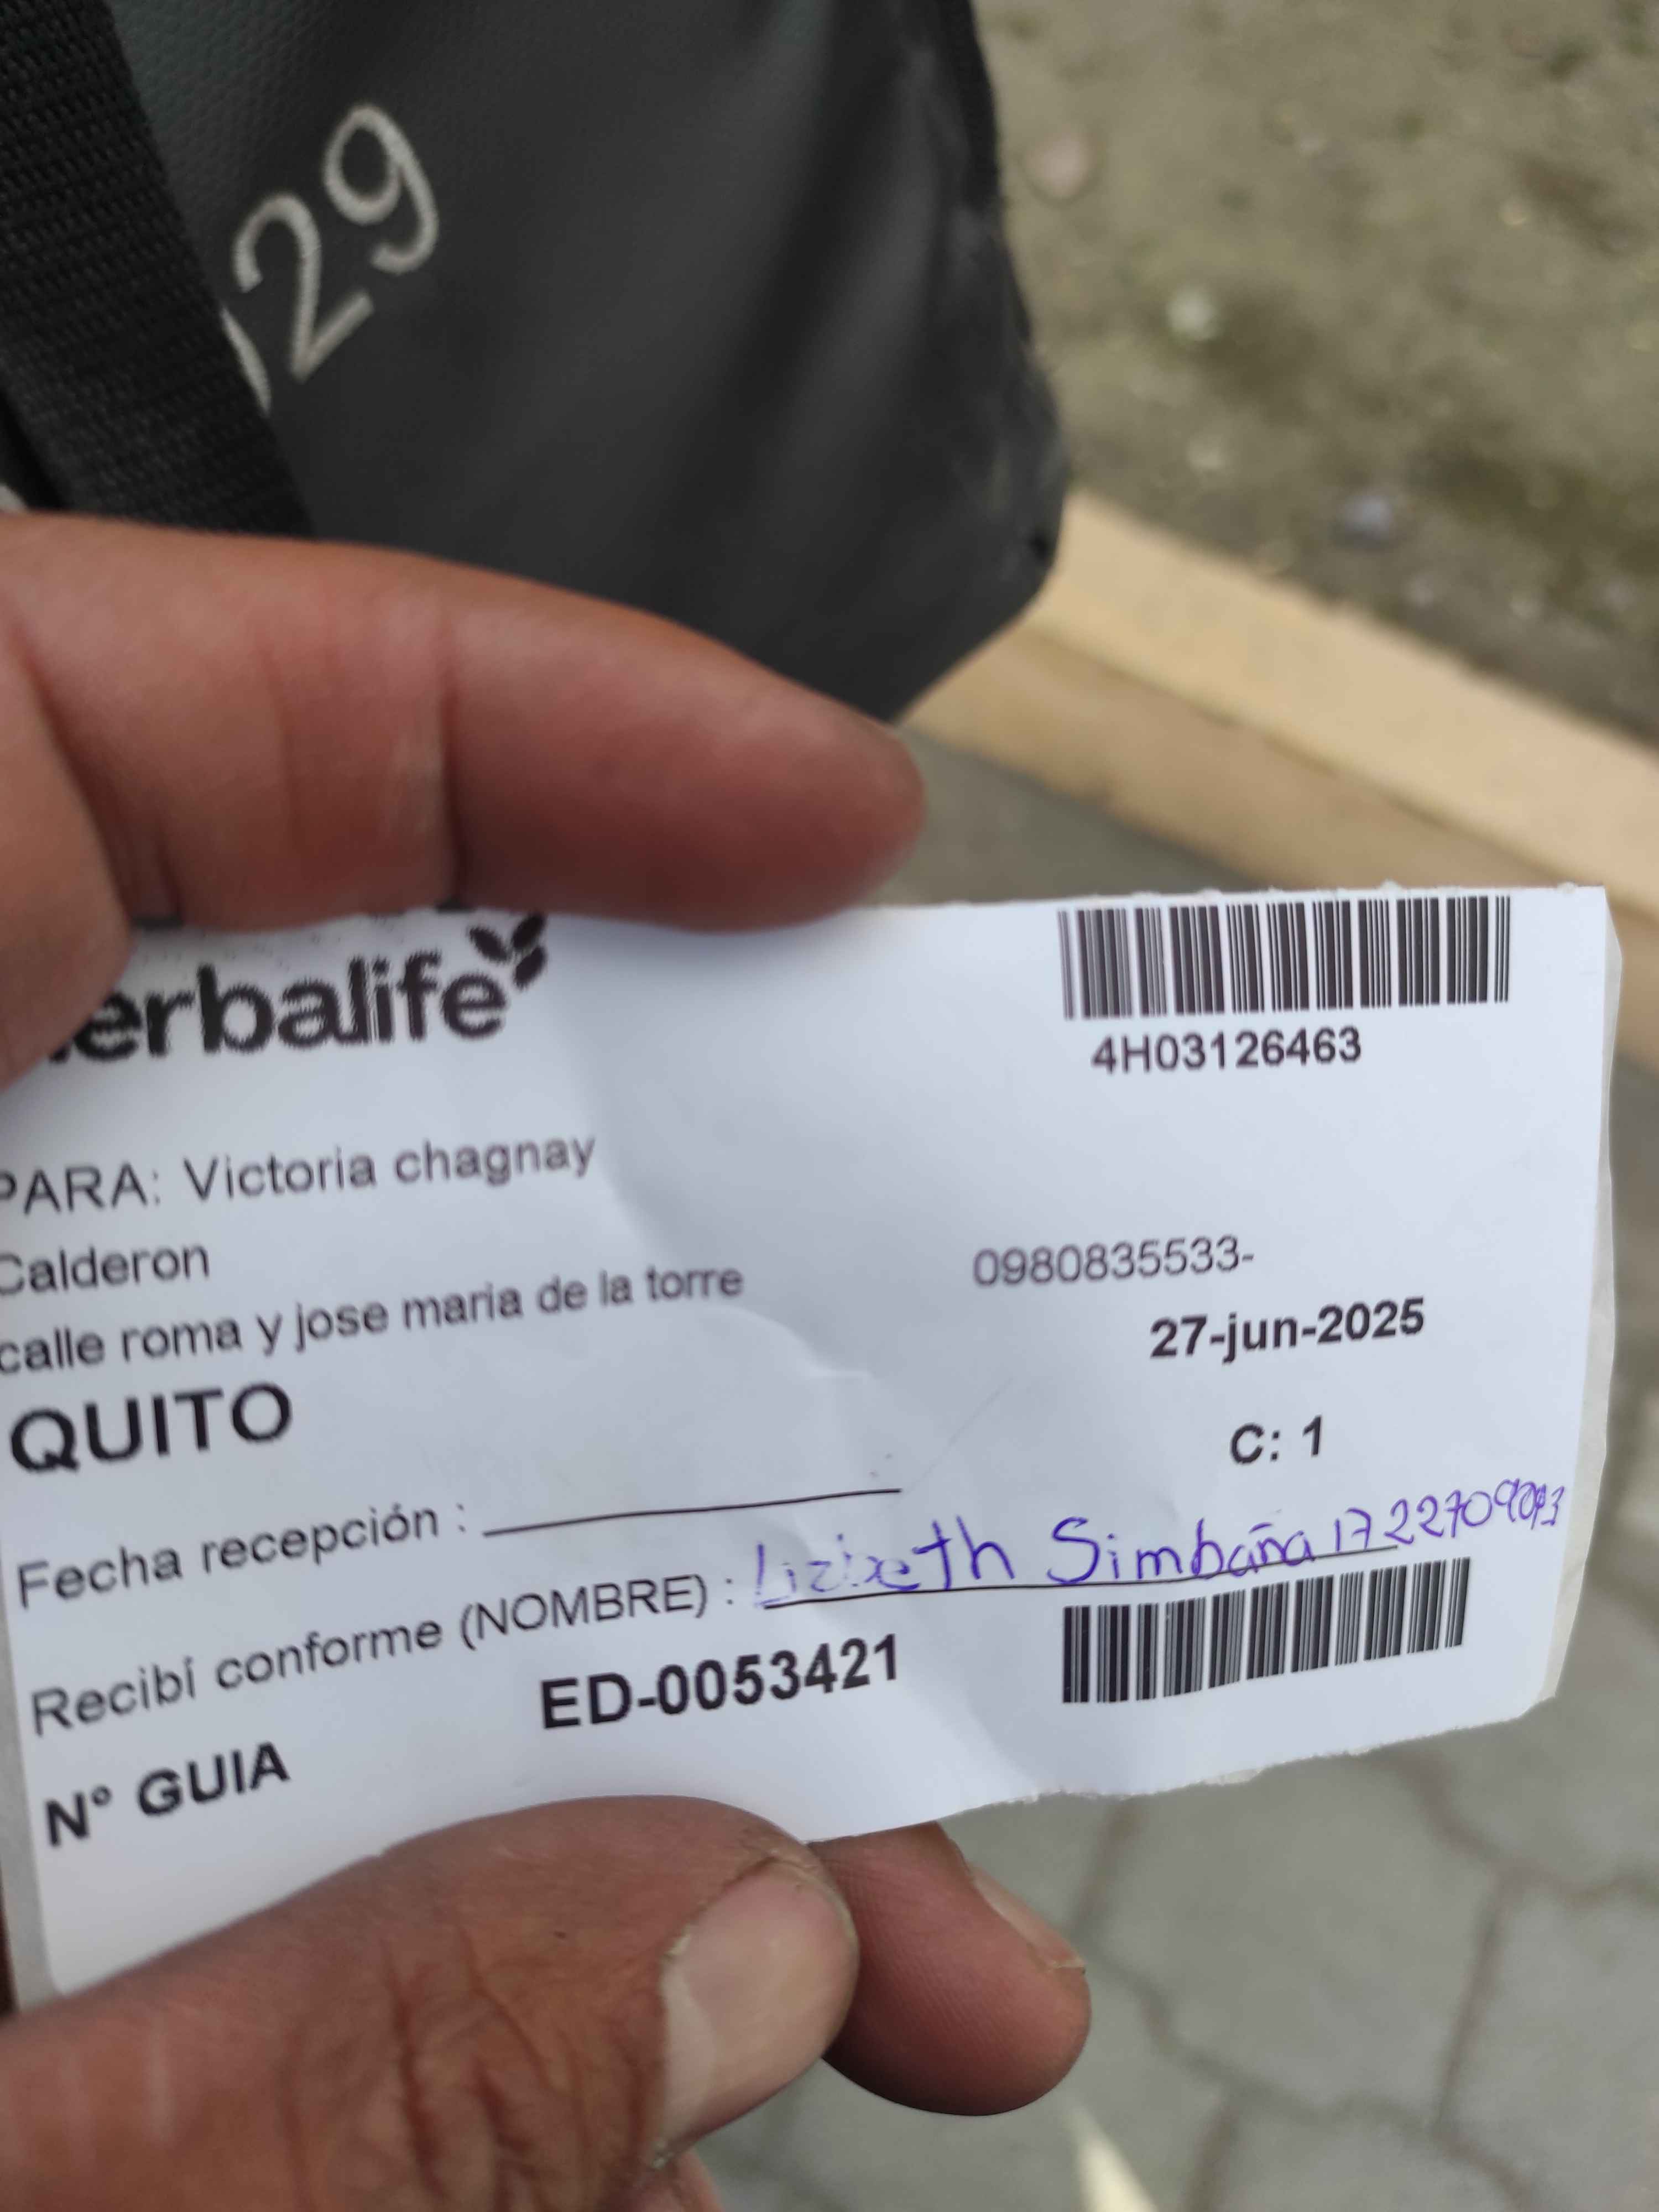 29
erbalife
4H03126463
PARA: Victoria chagnay
Calderon
0980835533-
calle roma y jose maria de la torre
27-jun-2025
QUITO
C: 1
Fecha recepción :
Recibí conforme (NOMBRE) : Lizbeth Simbaña
N° GUIA
ED-0053421